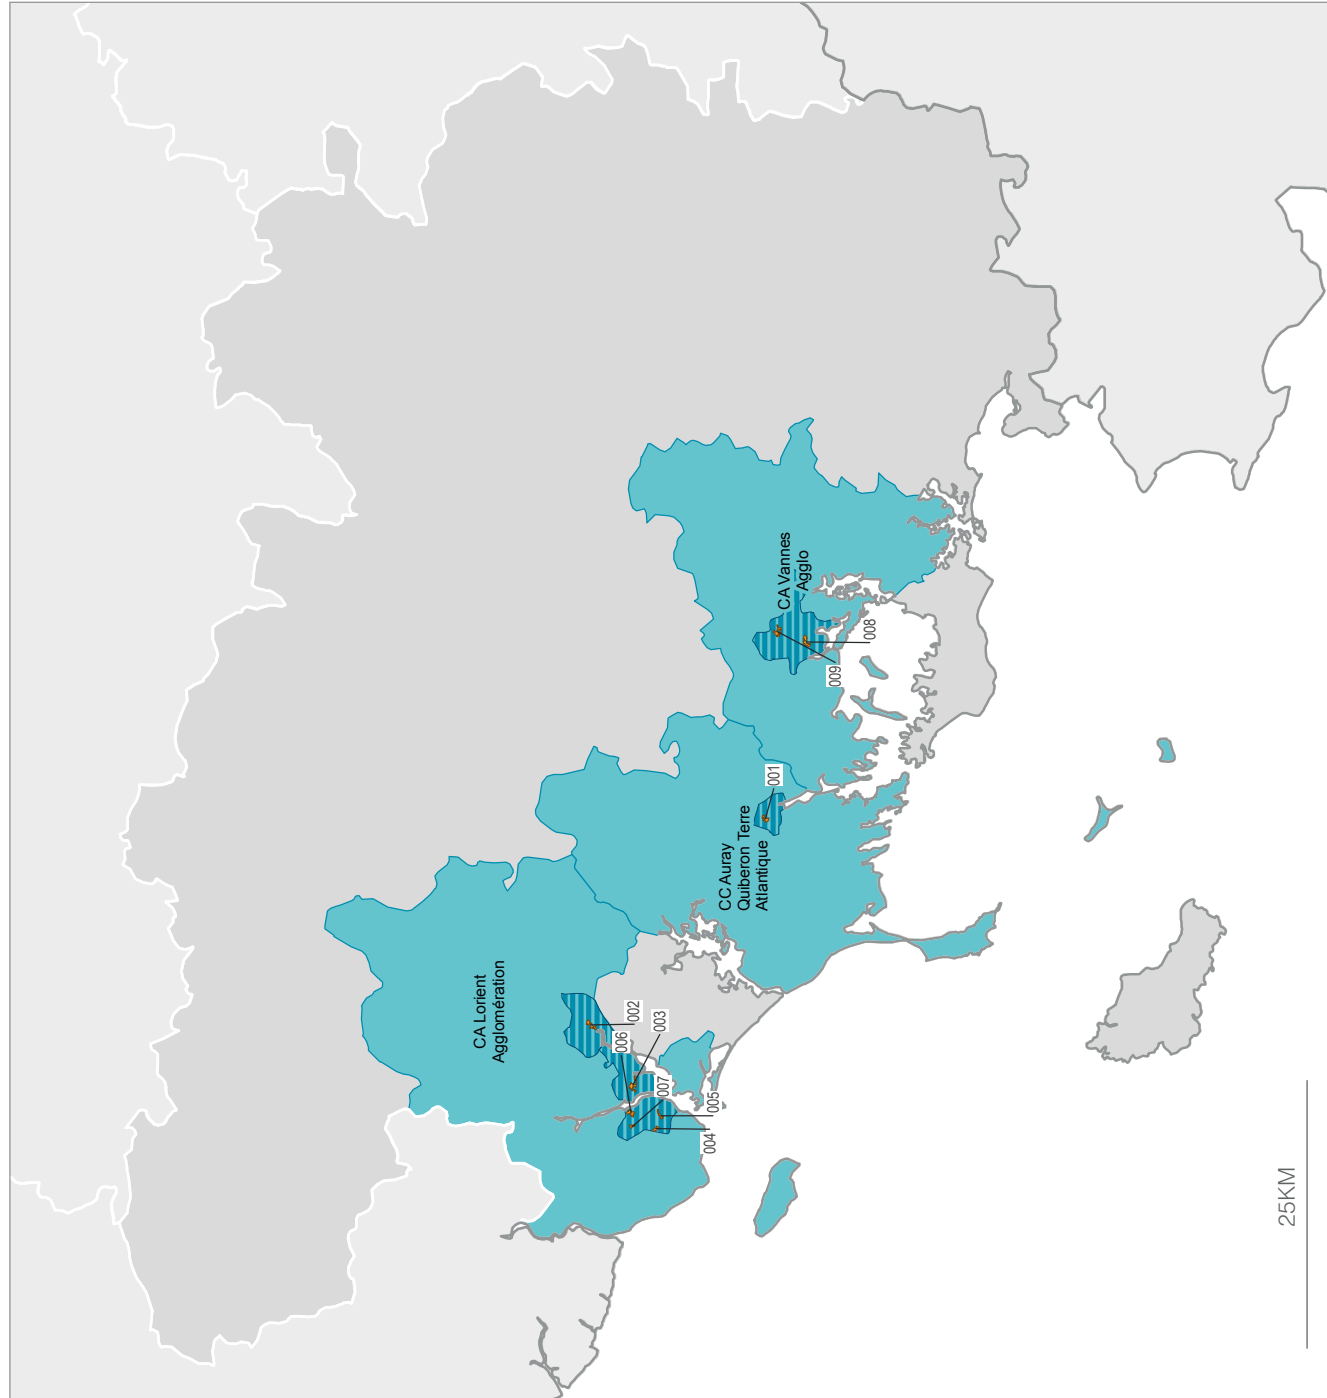 CA Lorient
Agglomération
002
006
003
007
005
004
CC Auray
Quiberon Terre
Atlantique
001
CA Vannes
Agglo
008
009
25KM